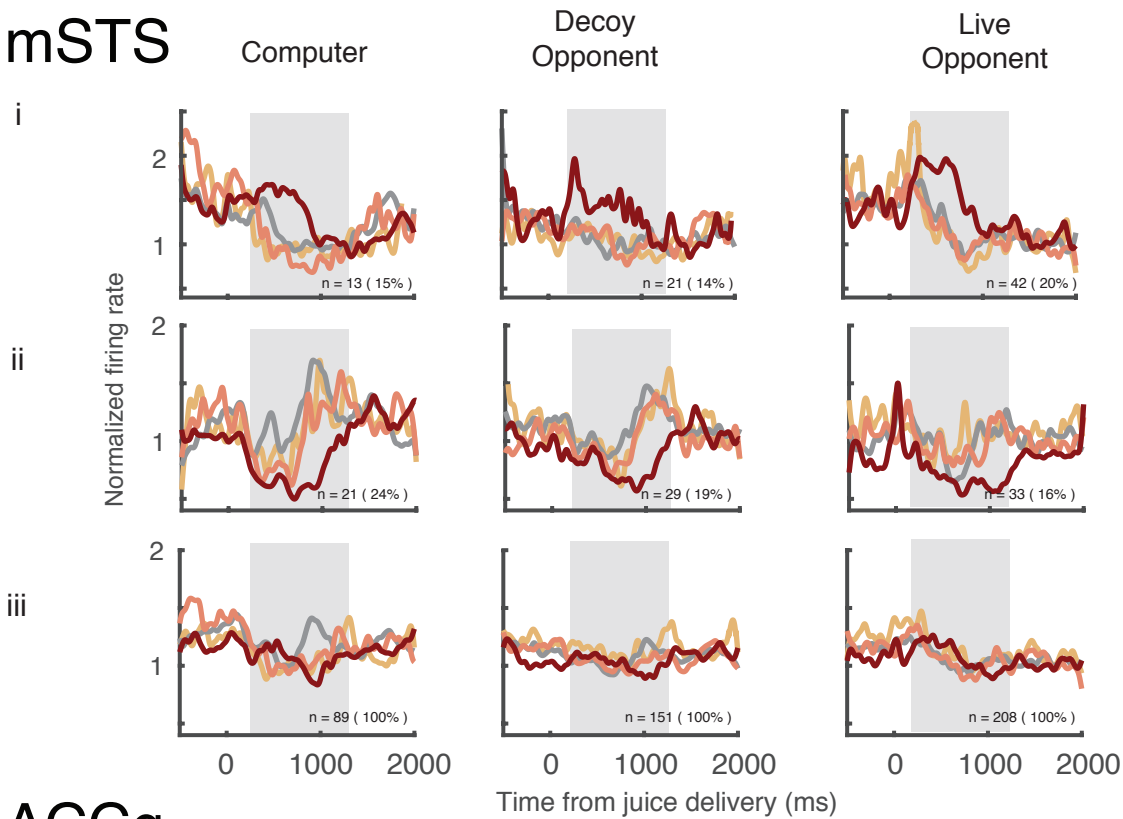 mSTS
Computer
Decoy
Opponent
Live
Opponent
i
2
1
n = 13 ( 15% )
n = 21 ( 14% )
n = 42 ( 20% )
Normalized firing rate
ii
2
1
n = 21 ( 24% )
n = 29 ( 19% )
n = 33 ( 16% )
iii
2
1
n = 89 ( 100% )
n = 151 ( 100% )
n = 208 ( 100% )
0 1000 2000 0 1000 2000 0 1000 2000
Time from juice delivery (ms)